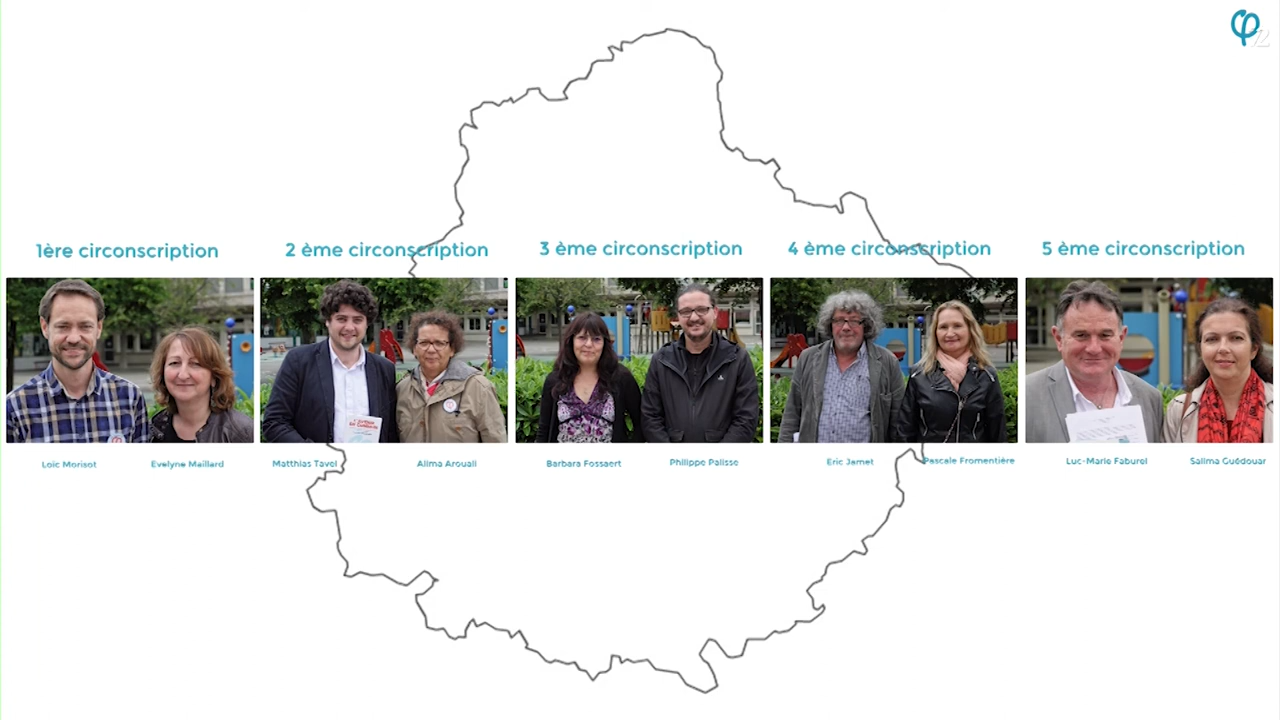 1ère circonscription
2 ème circonscription
3 ème circonscription
4 ème circonscription
5 ème circonscription
Loïc Morisot
Evelyne Maillard
Matthias Tavel
Alima Arouali
Barbara Fossaert
Philippe Palisse
Eric Jamet
Pascale Fromentière
Luc-Marie Faburel
Salima Guédouar
φ2